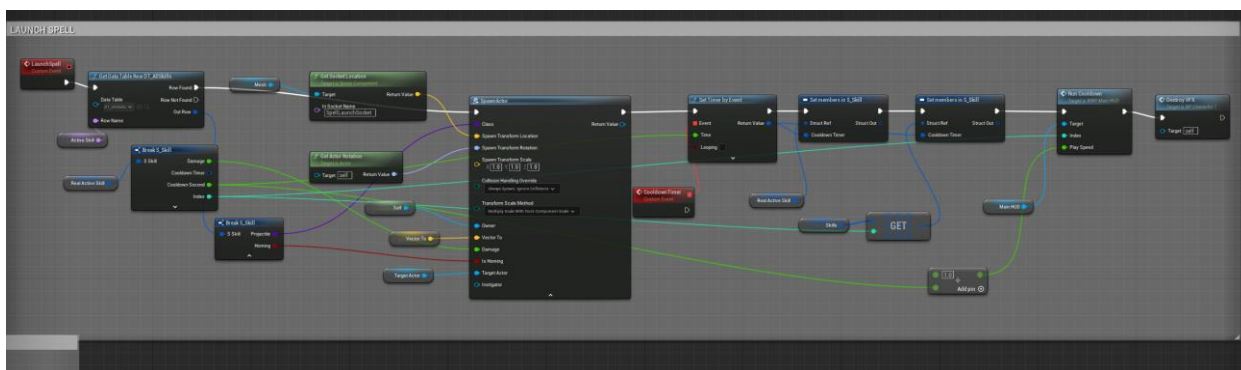 LAUNCH SPELL
LaunchSpell
Custom Event
Get Data Table Row DT_AllSkills
Row Found
Data Table
Row Not Found
Out Row
Row Name
Active Skill
Real Active Skill
Break S_Skill
S Skill
Damage
Cooldown Timer
Cooldown Second
Index
Break S_Skill
S Skill
Projectile
Homing
Mesh
Get Socket Location
Target is Scene Component
Target
Return Value
In Socket Name
SpellLaunchSocket
Get Actor Rotation
Target is Actor
Target
self
Return Value
Self
Vector To
Target Actor
SpawnActor
Class
Return Value
Spawn Transform Location
Spawn Transform Rotation
Spawn Transform Scale
X 1.0 Y 1.0 Z 1.0
Collision Handling Override
Always Spawn, Ignore Collisions
Transform Scale Method
Multiply Scale With Root Component Scale
Owner
Vector To
Damage
Is Homing
Target Actor
Instigator
Cooldown Timer
Custom Event
Set Timer by Event
Event
Return Value
Time
Looping
Set members in S_Skill
Struct Ref
Struct Out
Cooldown Timer
Real Active Skill
Set members in S_Skill
Struct Ref
Struct Out
Cooldown Timer
Skills
GET
1.0
Add pin
Main HUD
Run Cooldown
Target
Index
Play Speed
Destroy VFX
Target
self